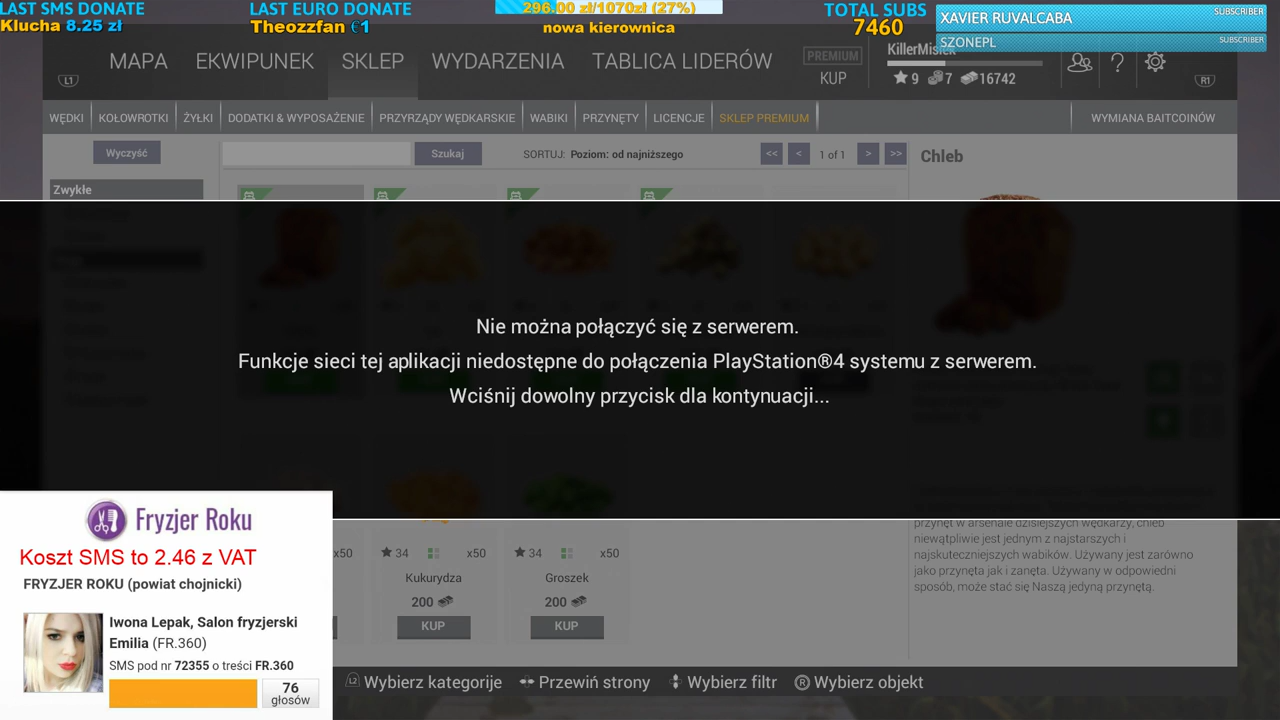 LAST SMS DONATE
Klucha 8.25 zł
LAST EURO DONATE
Theozzfan €1
296.00 zł/1070zł (27%)
nowa kierownica
TOTAL SUBS
7460
XAVIER RUVALCABA
SUBSCRIBER
SZONEPL
SUBSCRIBER
L1
MAPA
EKWIPUNEK
SKLEP
WYDARZENIA
TABLICA LIDERÓW
PREMIUM
KUP
KillerMisiek
9
7
16742
?
R1
WĘDKI
KOŁOWROTKI
ŻYŁKI
DODATKI & WYPOSAŻENIE
PRZYRZĄDY WĘDKARSKIE
WABIKI
PRZYNĘTY
LICENCJE
SKLEP PREMIUM
WYMIANA BAITCOINÓW
Wyczyść
Szukaj
SORTUJ: Poziom: od najniższego
<<
<
1 of 1
>
>>
Chleb
Zwykłe
Nie można połączyć się z serwerem.
Funkcje sieci tej aplikacji niedostępne do połączenia PlayStation®4 systemu z serwerem.
Wciśnij dowolny przycisk dla kontynuacji...
przynęt w arsenale dzisiejszych wędkarzy, chleb
niewątpliwie jest jednym z najstarszych i
najskuteczniejszych wabików. Używany jest zarówno
jako przynęta jak i zanęta. Używany w odpowiedni
sposób, może stać się Naszą jedyną przynętą.
x50
34
x50
34
x50
Kukurydza
Groszek
200
200
KUP
KUP
Fryzjer Roku
Koszt SMS to 2.46 z VAT
FRYZJER ROKU (powiat chojnicki)
Iwona Lepak, Salon fryzjerski
Emilia (FR.360)
SMS pod nr 72355 o treści FR.360
76
głosów
L2 Wybierz kategorije
Przewiń strony
Wybierz filtr
R Wybierz objekt